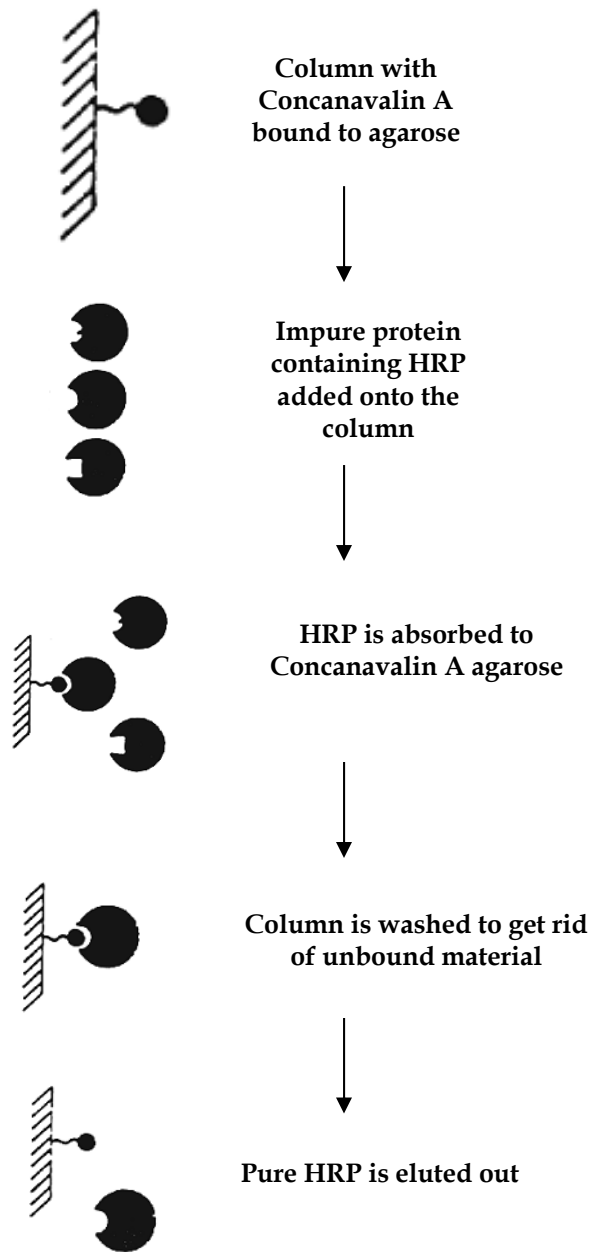 Column with
Concanavalin A
bound to agarose
Impure protein
containing HRP
added onto the
column
HRP is absorbed to
Concanavalin A agarose
Column is washed to get rid
of unbound material
Pure HRP is eluted out